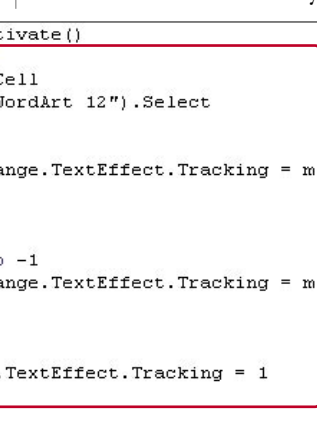 tivate()
Cell
WordArt 12").Select
ange.TextEffect.Tracking = m
o -1
ange.TextEffect.Tracking = m
.TextEffect.Tracking = 1